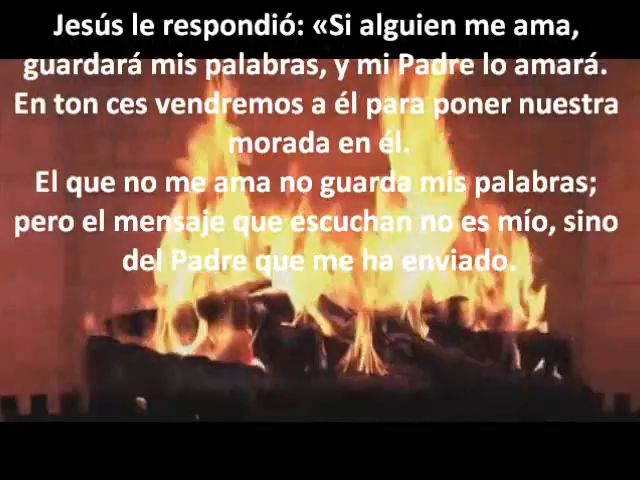 Jesús le respondió: «Si alguien me ama,
guardará mis palabras, y mi Padre lo amará.
En ton ces vendremos a él para poner nuestra
morada en él.
El que no me ama no guarda mis palabras;
pero el mensaje que escuchan no es mío, sino
del Padre que me ha enviado.